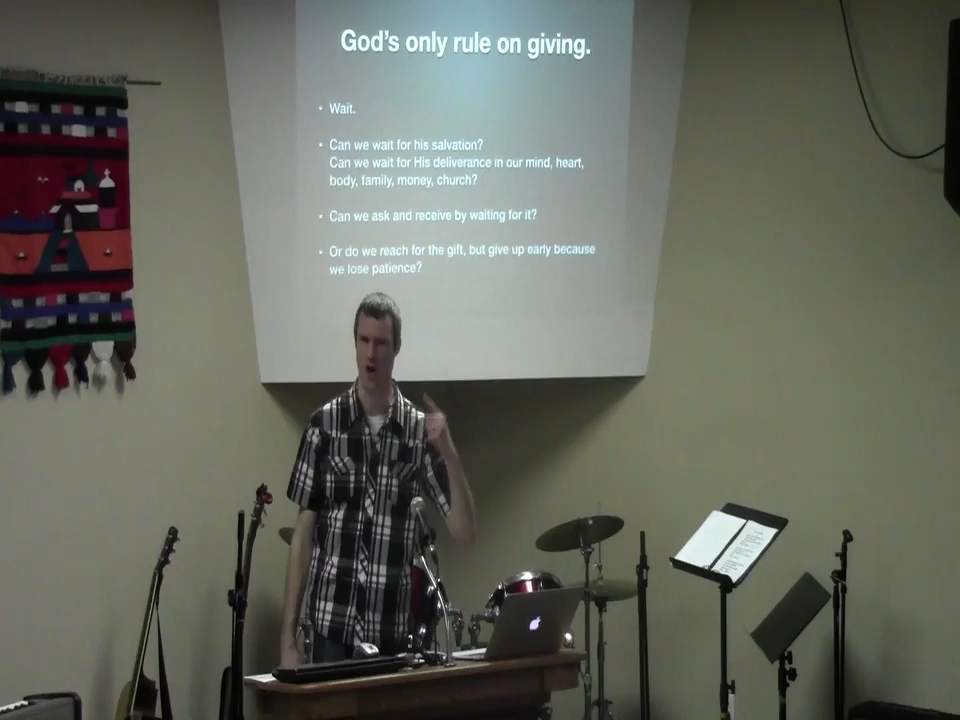 God's only rule on giving.
• Wait.
• Can we wait for his salvation?
Can we wait for His deliverance in our mind, heart,
body, family, money, church?
• Can we ask and receive by waiting for it?
• Or do we reach for the gift, but give up early because
we lose patience?